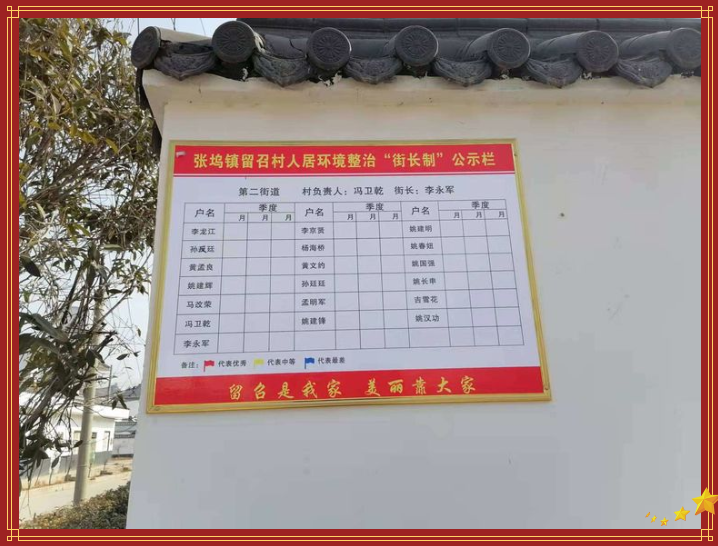 张坞镇留召村人居环境整治“街长制”公示栏
第二街道 村负责人：冯卫乾 街长：李永军
户名 季度 户名 季度 户名 季度
月 月 月 月 月 月 月 月 月
李龙江 李京贤 姚建明
孙廷 杨海桥 姚春妞
黄孟良 黄文灼 姚国强
姚建辉 孙廷廷 姚长申
马改荣 孟明军 吉雪花
冯卫乾 姚建锋 姚汉功
李永军
备注： 代表优秀 代表中等 代表最差
留召是我家 美丽靠大家